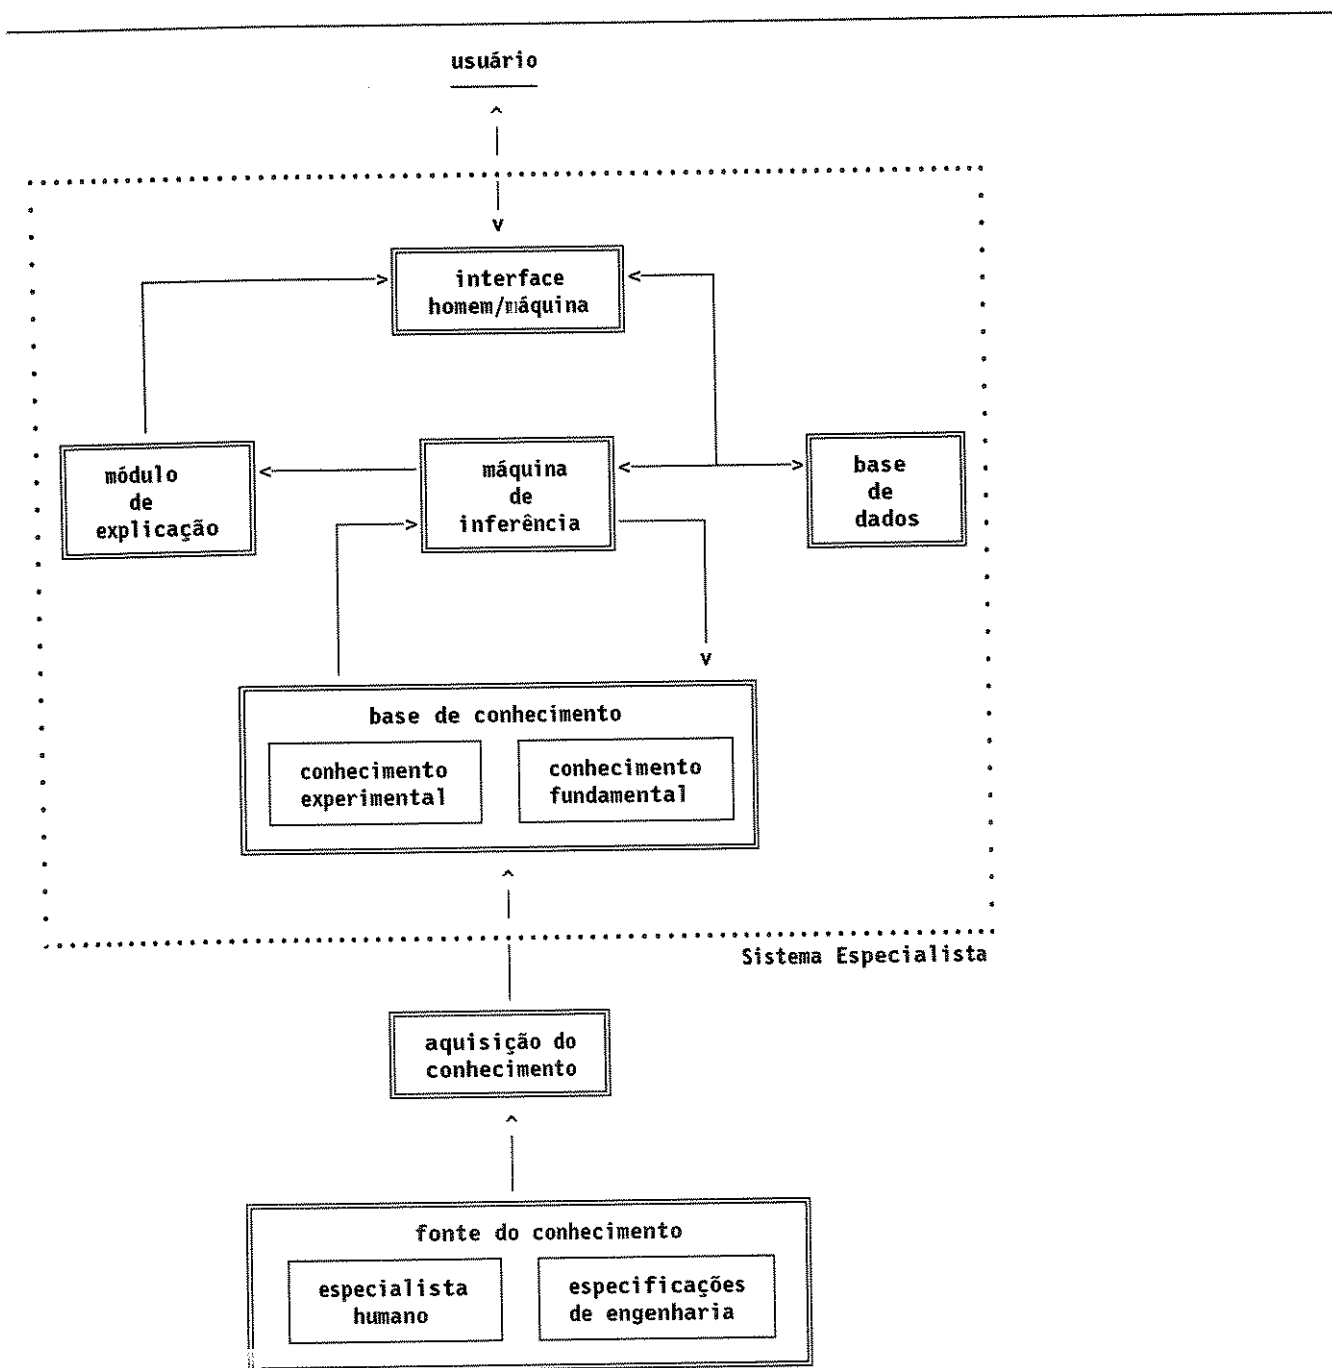 usuário
interface
homem/máquina
módulo
de
explicação
máquina
de
inferência
base
de
dados
base de conhecimento
conhecimento
experimental
conhecimento
fundamental
Sistema Especialista
aquisição do
conhecimento
fonte do conhecimento
especialista
humano
especificações
de engenharia